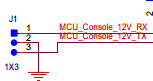 J1
1 MCU_Console_12V_RX
2 MCU_Console_12V_TX
3
1X3